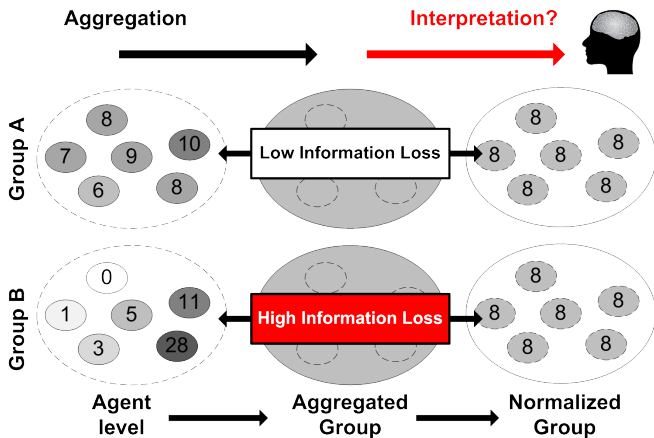 Aggregation
Interpretation?
Group A
8
7
9
10
6
8
Low Information Loss
8
8
8
8
8
8
Group B
0
1
5
11
3
28
High Information Loss
8
8
8
8
8
8
Agent
level
Aggregated
Group
Normalized
Group